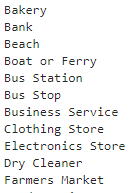 Bakery
Bank
Beach
Boat or Ferry
Bus Station
Bus Stop
Business Service
Clothing Store
Electronics Store
Dry Cleaner
Farmers Market